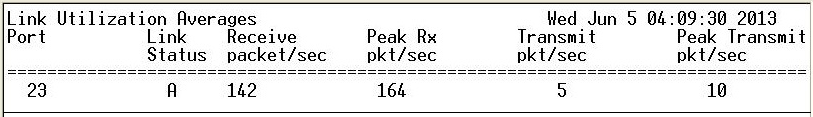 Link Utilization Averages Wed Jun 5 04:09:30 2013
Port Link Receive Peak Rx Transmit Peak Transmit
Status packet/sec pkt/sec pkt/sec pkt/sec
================================================================================
23 A 142 164 5 10